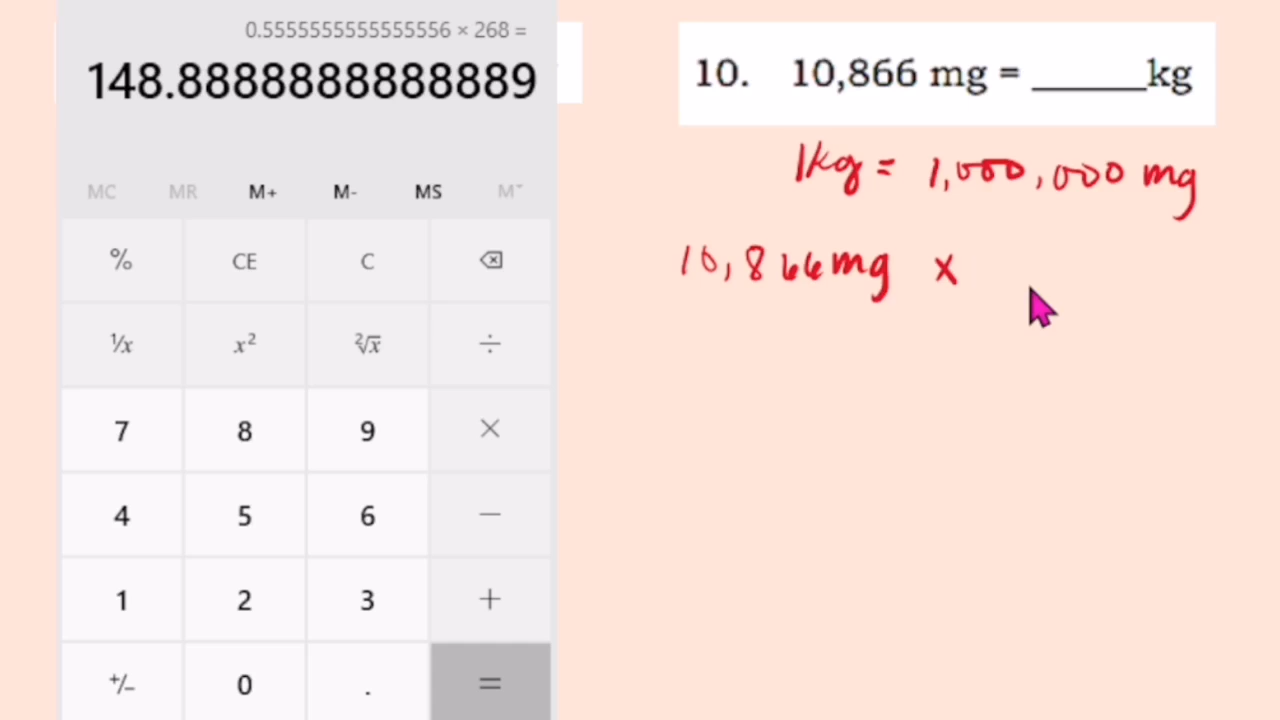 0.5555555555555556 × 268 =
148.8888888888889
MC MR M+ M- MS M˅
% CE C ⌫
¹/x x² ²√x ÷
7 8 9 ×
4 5 6 −
1 2 3 +
+/− 0 . =
10. 10,866 mg = _____kg
1kg = 1,000,000 mg
10,866mg x